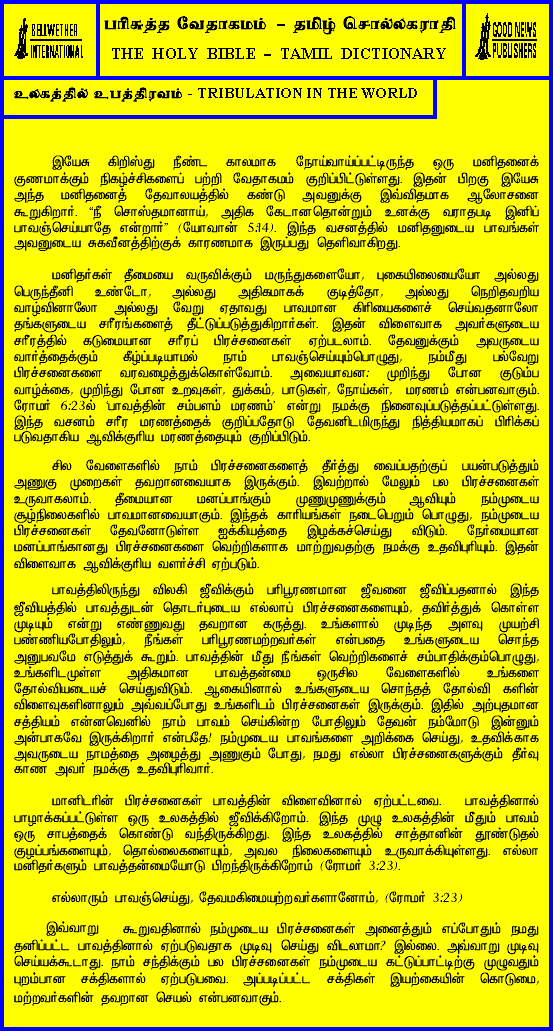 BELLWETHER
INTERNATIONAL
பரிசுத்த வேதாகமம் – தமிழ் சொல்லகராதி
THE HOLY BIBLE – TAMIL DICTIONARY
GOOD NEWS
PUBLISHERS
உலகத்தில் உபத்திரவம் - TRIBULATION IN THE WORLD
இயேசு கிறிஸ்து நீண்ட காலமாக நோய்வாய்ப்பட்டிருந்த ஒரு மனிதனைக்
குணமாக்கும் நிகழ்ச்சிகளைப் பற்றி வேதாகமம் குறிப்பிட்டுள்ளது. இதன் பிறகு இயேசு
அந்த மனிதனைத் தேவாலயத்தில் கண்டு அவனுக்கு இவ்விதமாக ஆலோசனை
கூறுகிறார். “நீ சொஸ்தமானாய், அதிக கேடானதொன்றும் உனக்கு வராதபடி இனிப்
பாவஞ்செய்யாதே என்றார்” (யோவான் 5:14). இந்த வசனத்தில் மனிதனுடைய பாவங்கள்
அவனுடைய சுகவீனத்திற்குக் காரணமாக இருப்பது தெளிவாகிறது.
மனிதர்கள் தீமையை வருவிக்கும் மருந்துகளையோ, புகையிலையையோ அல்லது
பெருந்தீனி உண்டோ, அல்லது அதிகமாகக் குடித்தோ, அல்லது நெறிதவறிய
வாழ்வினாலோ அல்லது வேறு ஏதாவது பாவமான கிரியைகளைச் செய்வதனாலோ
தங்களுடைய சரீரங்களைத் தீட்டுப்படுத்துகிறார்கள். இதன் விளைவாக அவர்களுடைய
சரீரத்தில் கடுமையான சரீரப் பிரச்சனைகள் ஏற்படலாம். தேவனுக்கும் அவருடைய
வார்த்தைக்கும் கீழ்ப்படியாமல் நாம் பாவஞ்செய்யும்பொழுது, நம்மீது பல்வேறு
பிரச்சனைகளை வரவழைத்துக்கொள்வோம். அவையாவன: முறிந்து போன குடும்ப
வாழ்க்கை, முறிந்து போன உறவுகள், துக்கம், பாடுகள், நோய்கள், மரணம் என்பனவாகும்.
ரோமர் 6:23ல் ‘பாவத்தின் சம்பளம் மரணம்’ என்று நமக்கு நினைவுப்படுத்தப்பட்டுள்ளது.
இந்த வசனம் சரீர மரணத்தைக் குறிப்பதோடு தேவனிடமிருந்து நித்தியமாகப் பிரிக்கப்
படுவதாகிய ஆவிக்குரிய மரணத்தையும் குறிப்பிடும்.
சில வேளைகளில் நாம் பிரச்சனைகளைத் தீர்த்து வைப்பதற்குப் பயன்படுத்தும்
அணுகு முறைகள் தவறானவையாக இருக்கும். இவற்றால் மேலும் பல பிரச்சனைகள்
உருவாகலாம். தீமையான மனப்பாங்கும் முணுமுணுக்கும் ஆவியும் நம்முடைய
சூழ்நிலைகளில் பாவமானவையாகும். இந்தக் காரியங்கள் நடைபெறும் பொழுது, நம்முடைய
பிரச்சனைகள் தேவனோடுள்ள ஐக்கியத்தை இழக்கச்செய்து விடும். நேர்மையான
மனப்பாங்கானது பிரச்சனைகளை வெற்றிகளாக மாற்றுவதற்கு நமக்கு உதவிபுரியும். இதன்
விளைவாக ஆவிக்குரிய வளர்ச்சி ஏற்படும்.
பாவத்திலிருந்து விலகி ஜீவிக்கும் பரிபூரணமான ஜீவனை ஜீவிப்பதனால் இந்த
ஜீவியத்தில் பாவத்துடன் தொடர்புடைய எல்லாப் பிரச்சனைகளையும், தவிர்த்துக் கொள்ள
முடியும் என்று எண்ணுவது தவறான கருத்து. உங்களால் முடிந்த அளவு முயற்சி
பண்ணியபோதிலும், நீங்கள் பரிபூரணமற்றவர்கள் என்பதை உங்களுடைய சொந்த
அனுபவமே எடுத்துக் கூறும். பாவத்தின் மீது நீங்கள் வெற்றிகளைச் சம்பாதிக்கும்பொழுது,
உங்களிடமுள்ள அதிகமான பாவத்தன்மை ஒருசில வேளைகளில் உங்களை
தோல்வியடையச் செய்துவிடும். ஆகையினால் உங்களுடைய சொந்தத் தோல்வி களின்
விளைவுகளினாலும் அவ்வப்போது உங்களிடம் பிரச்சனைகள் இருக்கும். இதில் அற்புதமான
சத்தியம் என்னவெனில் நாம் பாவம் செய்கின்ற போதிலும் தேவன் நம்மோடு இன்னும்
அன்பாகவே இருக்கிறார் என்பதே! நம்முடைய பாவங்களை அறிக்கை செய்து, உதவிக்காக
அவருடைய நாமத்தை அழைத்து அணுகும் போது, நமது எல்லா பிரச்சனைகளுக்கும் தீர்வு
காண அவர் நமக்கு உதவிபுரிவார்.
மானிடரின் பிரச்சனைகள் பாவத்தின் விளைவினால் ஏற்பட்டவை. பாவத்தினால்
பாழாக்கப்பட்டுள்ள ஒரு உலகத்தில் ஜீவிக்கிறோம். இந்த முழு உலகத்தின் மீதும் பாவம்
ஒரு சாபத்தைக் கொண்டு வந்திருக்கிறது. இந்த உலகத்தில் சாத்தானின் தூண்டுதல்
குழப்பங்களையும், தொல்லைகளையும், அவல நிலைகளையும் உருவாக்கியுள்ளது. எல்லா
மனிதர்களும் பாவத்தன்மையோடு பிறந்திருக்கிறோம் (ரோமர் 3:23).
எல்லாரும் பாவஞ்செய்து, தேவமகிமையற்றவர்களானோம், (ரோமர் 3:23)
இவ்வாறு கூறுவதினால் நம்முடைய பிரச்சனைகள் அனைத்தும் எப்போதும் நமது
தனிப்பட்ட பாவத்தினால் ஏற்படுவதாக முடிவு செய்து விடலாமா? இல்லை. அவ்வாறு முடிவு
செய்யக்கூடாது. நாம் சந்திக்கும் பல பிரச்சனைகள் நம்முடைய கட்டுப்பாட்டிற்கு முழுவதும்
புறம்பான சக்திகளால் ஏற்படுபவை. அப்படிப்பட்ட சக்திகள் இயற்கையின் கொடுமை,
மற்றவர்களின் தவறான செயல் என்பனவாகும்.